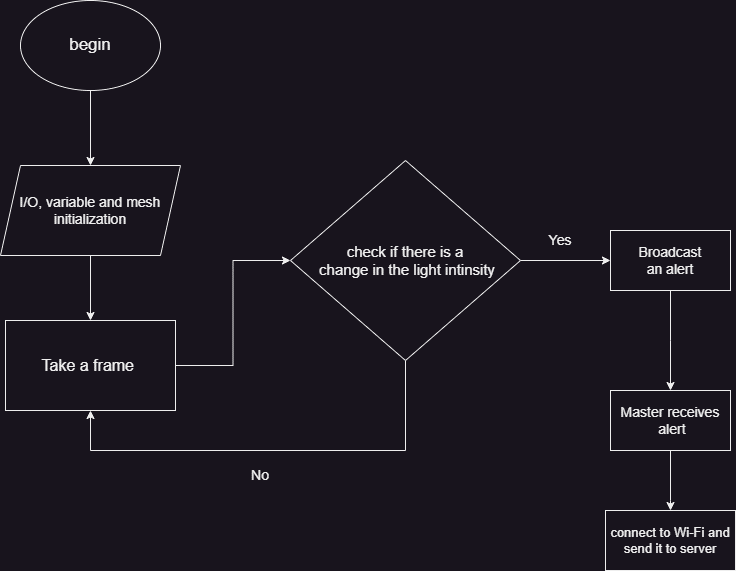 begin
I/O, variable and mesh
initialization
Take a frame
check if there is a
change in the light intinsity
Yes
No
Broadcast
an alert
Master receives
alert
connect to Wi-Fi and
send it to server